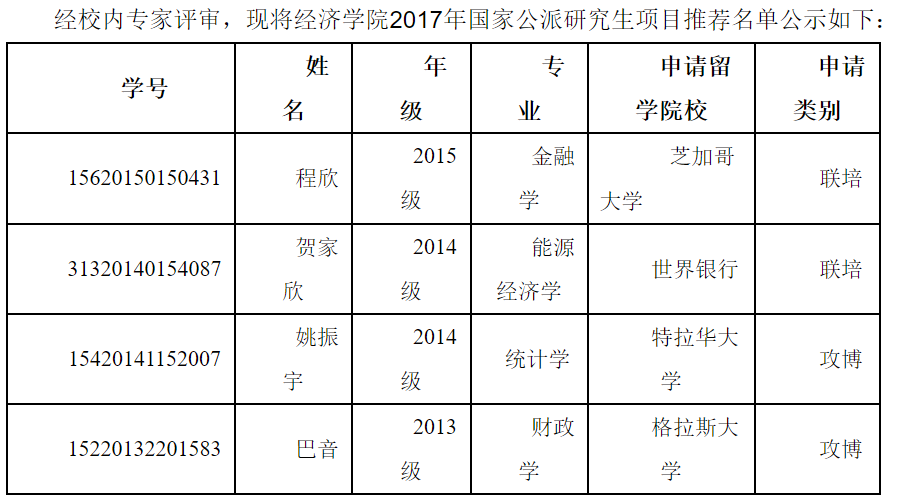 经校内专家评审，现将经济学院2017年国家公派研究生项目推荐名单公示如下：
学号 姓名 年级 专业 申请留学院校 申请类别
15620150150431 程欣 2015级 金融学 芝加哥大学 联培
31320140154087 贺家欣 2014级 能源经济学 世界银行 联培
15420141152007 姚振宇 2014级 统计学 特拉华大学 攻博
15220132201583 巴音 2013级 财政学 格拉斯大学 攻博